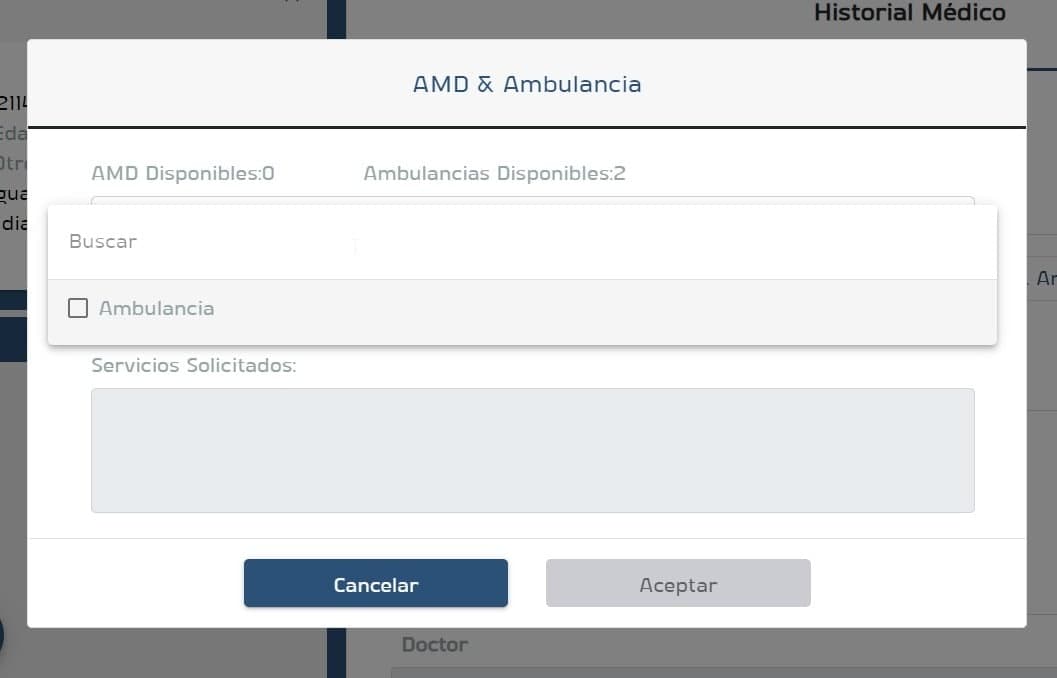 Historial Médico
AMD & Ambulancia
AMD Disponibles:0
Ambulancias Disponibles:2
Buscar
Ambulancia
Servicios Solicitados:
Cancelar
Aceptar
Doctor